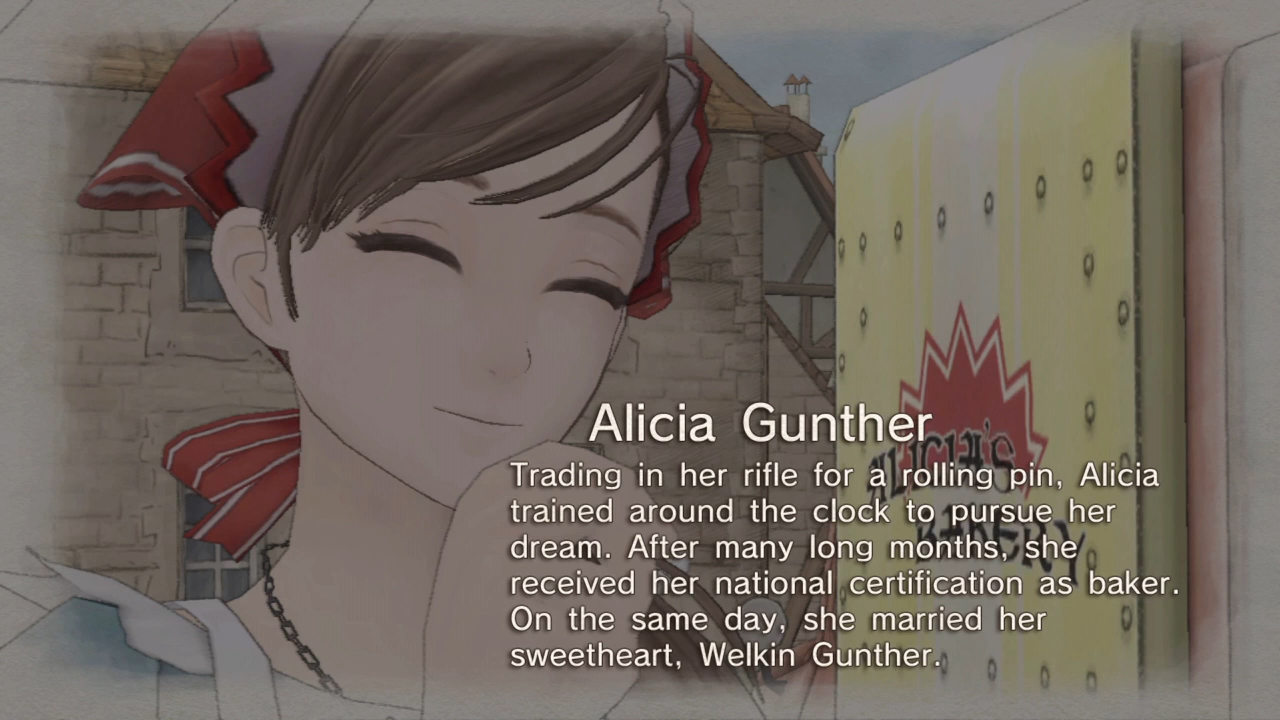 ALICIA'S
BAKERY
Alicia Gunther
Trading in her rifle for a rolling pin, Alicia
trained around the clock to pursue her
dream. After many long months, she
received her national certification as baker.
On the same day, she married her
sweetheart, Welkin Gunther.